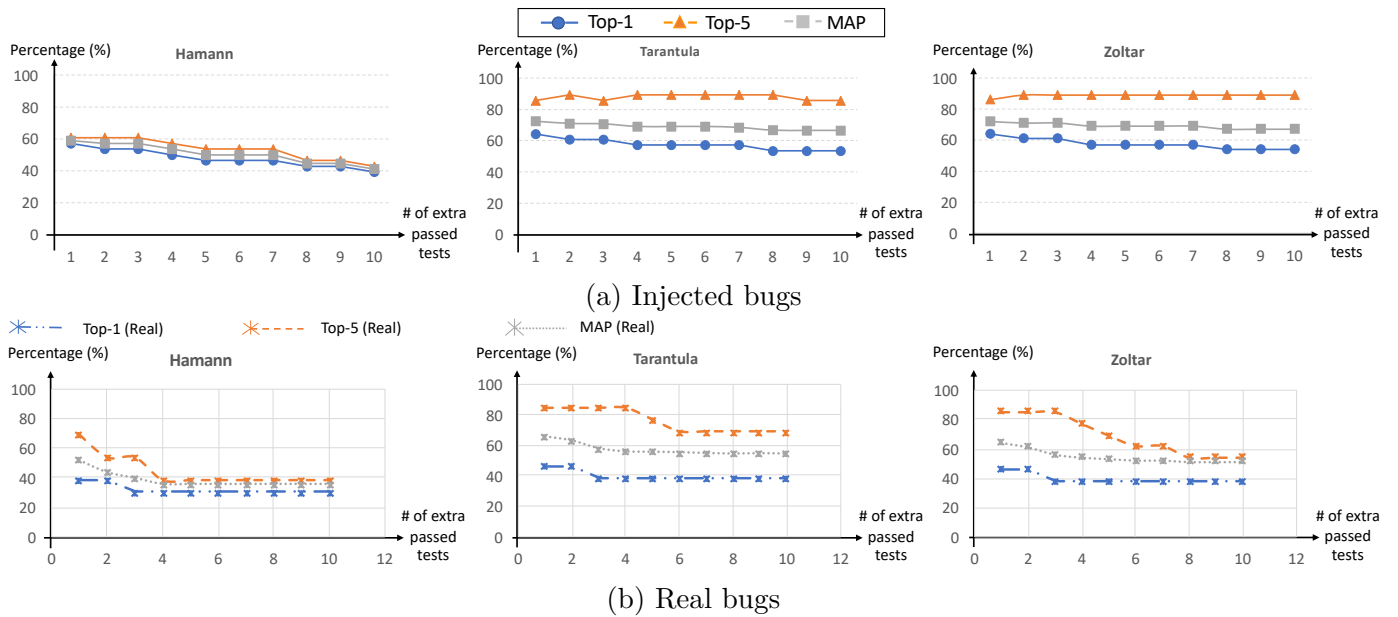 Top-1 Top-5 MAP
Percentage (%)
Hamann
100
80
60
40
20
0
1 2 3 4 5 6 7 8 9 10
# of extra
passed
tests
Percentage (%)
Tarantula
100
80
60
40
20
0
1 2 3 4 5 6 7 8 9 10
# of extra
passed
tests
Percentage (%)
Zoltar
100
80
60
40
20
0
1 2 3 4 5 6 7 8 9 10
# of extra
passed
tests
(a) Injected bugs
Top-1 (Real) Top-5 (Real) MAP (Real)
Percentage (%)
Hamann
100
80
60
40
20
0
0 2 4 6 8 10 12
# of extra
passed
tests
Percentage (%)
Tarantula
100
80
60
40
20
0
0 2 4 6 8 10 12
# of extra
passed
tests
Percentage (%)
Zoltar
100
80
60
40
20
0
0 2 4 6 8 10 12
# of extra
passed
tests
(b) Real bugs